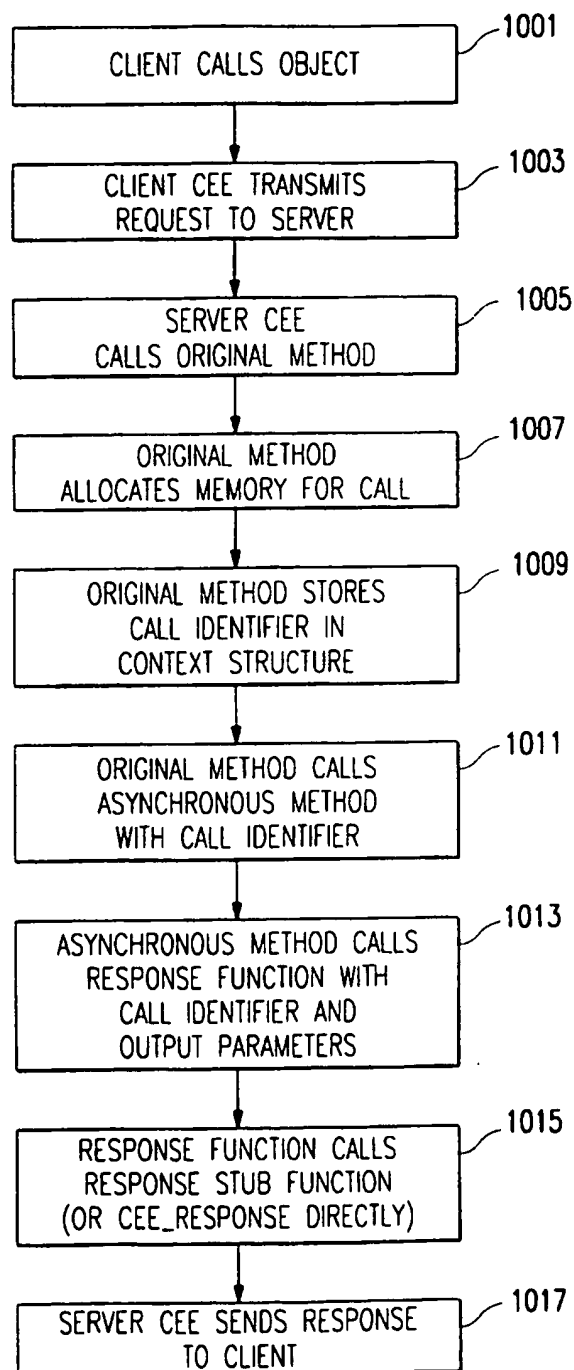 1001
CLIENT CALLS OBJECT
1003
CLIENT CEE TRANSMITS
REQUEST TO SERVER
1005
SERVER CEE
CALLS ORIGINAL METHOD
1007
ORIGINAL METHOD
ALLOCATES MEMORY FOR CALL
1009
ORIGINAL METHOD STORES
CALL IDENTIFIER IN
CONTEXT STRUCTURE
1011
ORIGINAL METHOD CALLS
ASYNCHRONOUS METHOD
WITH CALL IDENTIFIER
1013
ASYNCHRONOUS METHOD CALLS
RESPONSE FUNCTION WITH
CALL IDENTIFIER AND
OUTPUT PARAMETERS
1015
RESPONSE FUNCTION CALLS
RESPONSE STUB FUNCTION
(OR CEE_RESPONSE DIRECTLY)
1017
SERVER CEE SENDS RESPONSE
TO CLIENT